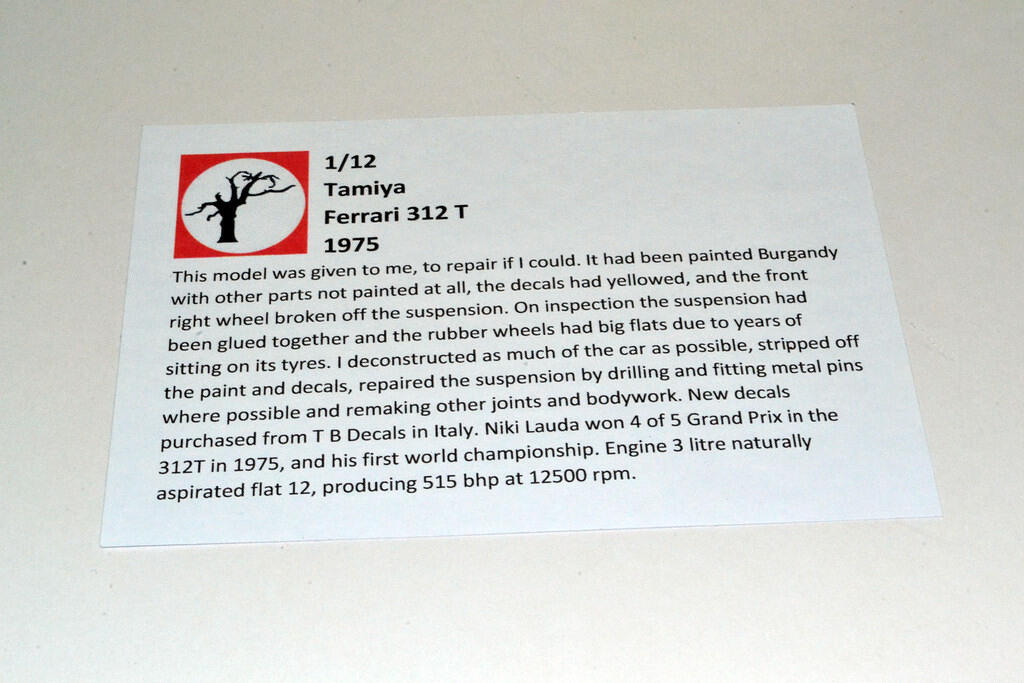 1/12
Tamiya
Ferrari 312 T
1975
This model was given to me, to repair if I could. It had been painted Burgandy
with other parts not painted at all, the decals had yellowed, and the front
right wheel broken off the suspension. On inspection the suspension had
been glued together and the rubber wheels had big flats due to years of
sitting on its tyres. I deconstructed as much of the car as possible, stripped off
the paint and decals, repaired the suspension by drilling and fitting metal pins
where possible and remaking other joints and bodywork. New decals
purchased from T B Decals in Italy. Niki Lauda won 4 of 5 Grand Prix in the
312T in 1975, and his first world championship. Engine 3 litre naturally
aspirated flat 12, producing 515 bhp at 12500 rpm.